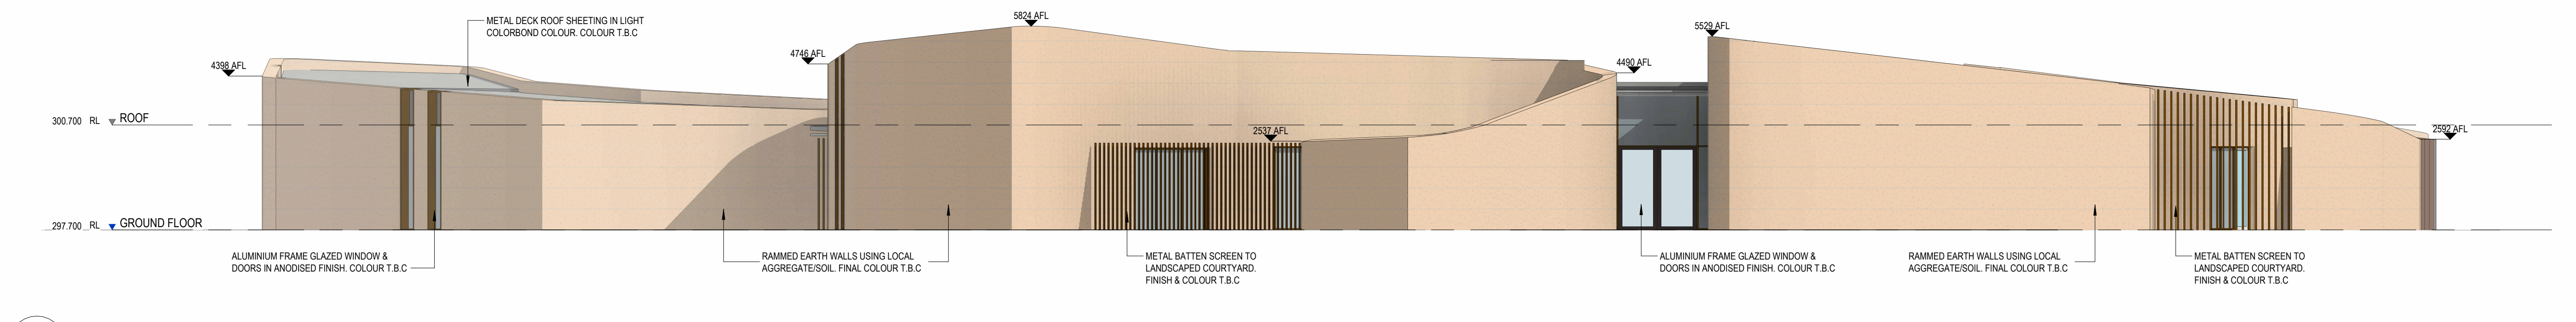 METAL DECK ROOF SHEETING IN LIGHT
COLORBOND COLOUR. COLOUR T.B.C
5824 AFL
5529 AFL
4746 AFL
4398 AFL
4490 AFL
300.700 RL ROOF
2537 AFL
2592 AFL
297.700 RL GROUND FLOOR
ALUMINIUM FRAME GLAZED WINDOW &
DOORS IN ANODISED FINISH. COLOUR T.B.C
RAMMED EARTH WALLS USING LOCAL
AGGREGATE/SOIL. FINAL COLOUR T.B.C
METAL BATTEN SCREEN TO
LANDSCAPED COURTYARD.
FINISH & COLOUR T.B.C
ALUMINIUM FRAME GLAZED WINDOW &
DOORS IN ANODISED FINISH. COLOUR T.B.C
RAMMED EARTH WALLS USING LOCAL
AGGREGATE/SOIL. FINAL COLOUR T.B.C
METAL BATTEN SCREEN TO
LANDSCAPED COURTYARD.
FINISH & COLOUR T.B.C